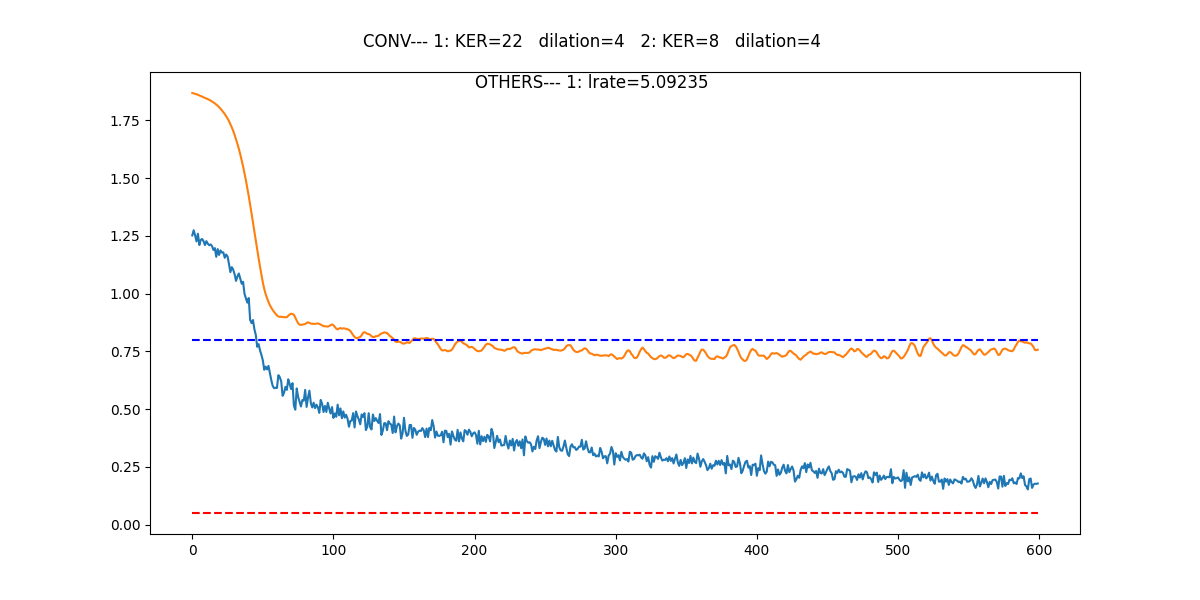 CONV--- 1: KER=22   dilation=4   2: KER=8   dilation=4
OTHERS--- 1: lrate=5.09235
1.75
1.50
1.25
1.00
0.75
0.50
0.25
0.00
0 100 200 300 400 500 600